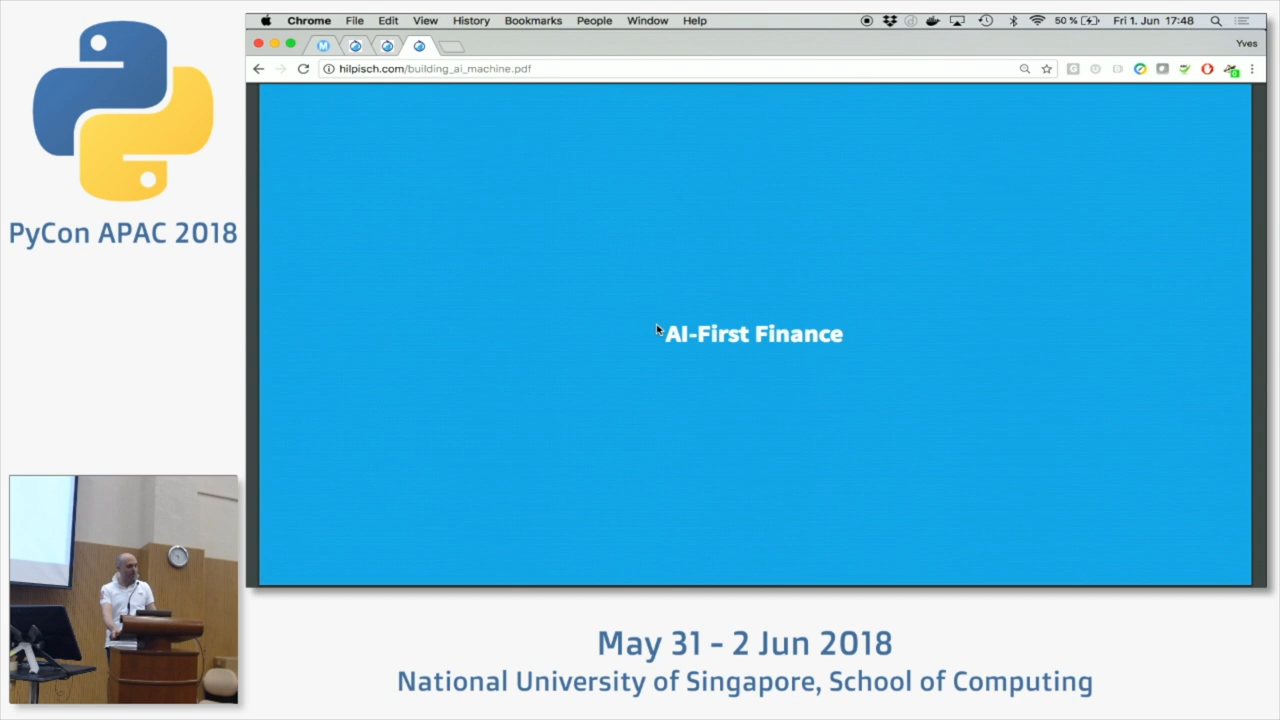 PyCon APAC 2018
Chrome File Edit View History Bookmarks People Window Help 50 % Fri 1. Jun 17:48
Yves
hilpisch.com/building_ai_machine.pdf
AI-First Finance
May 31 - 2 Jun 2018
National University of Singapore, School of Computing